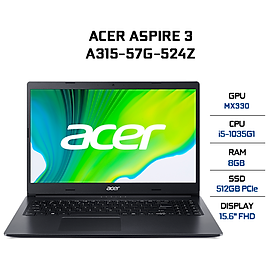 ACER ASPIRE 3
A315-57G-524Z
GPU
MX330
CPU
i5-1035G1
RAM
8GB
SSD
512GB PCIe
DISPLAY
15.6" FHD
acer
acer